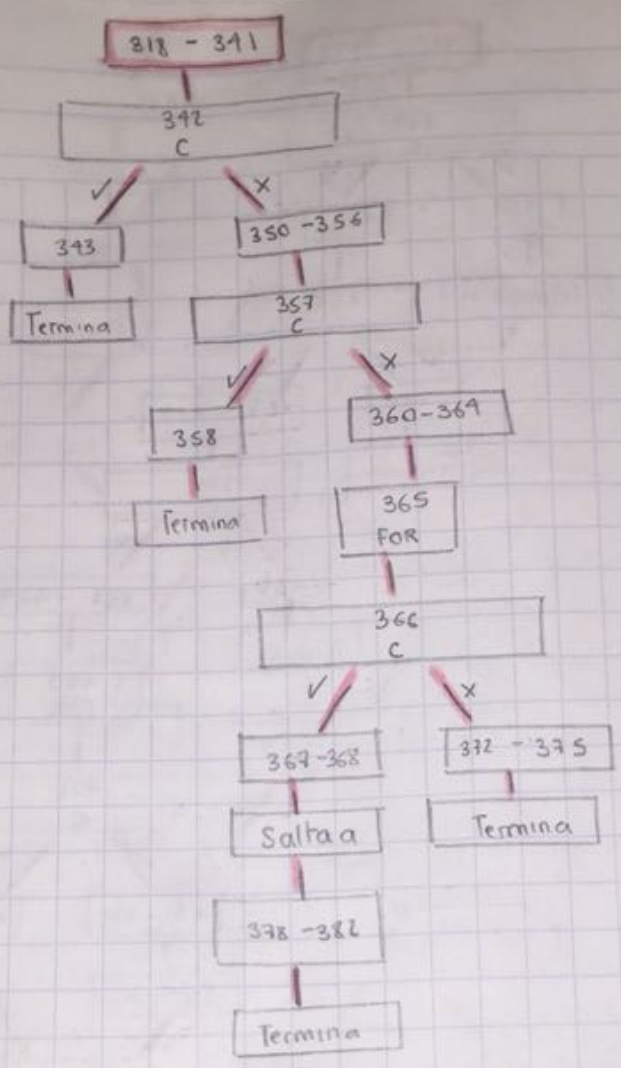 318 - 341
342
C
✓ x
343
350 - 356
Termina
357
C
✓ x
358
360-364
Termina
365
FOR
366
C
✓ x
367-368
372 - 375
Salta a
Termina
378 - 382
Termina